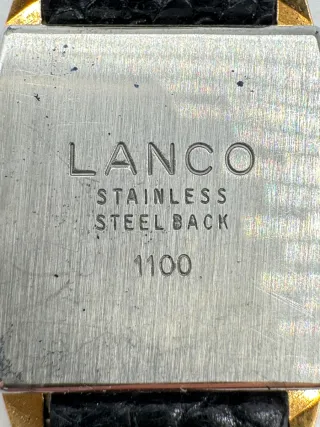 LANCO
STAINLESS
STEEL BACK
1100